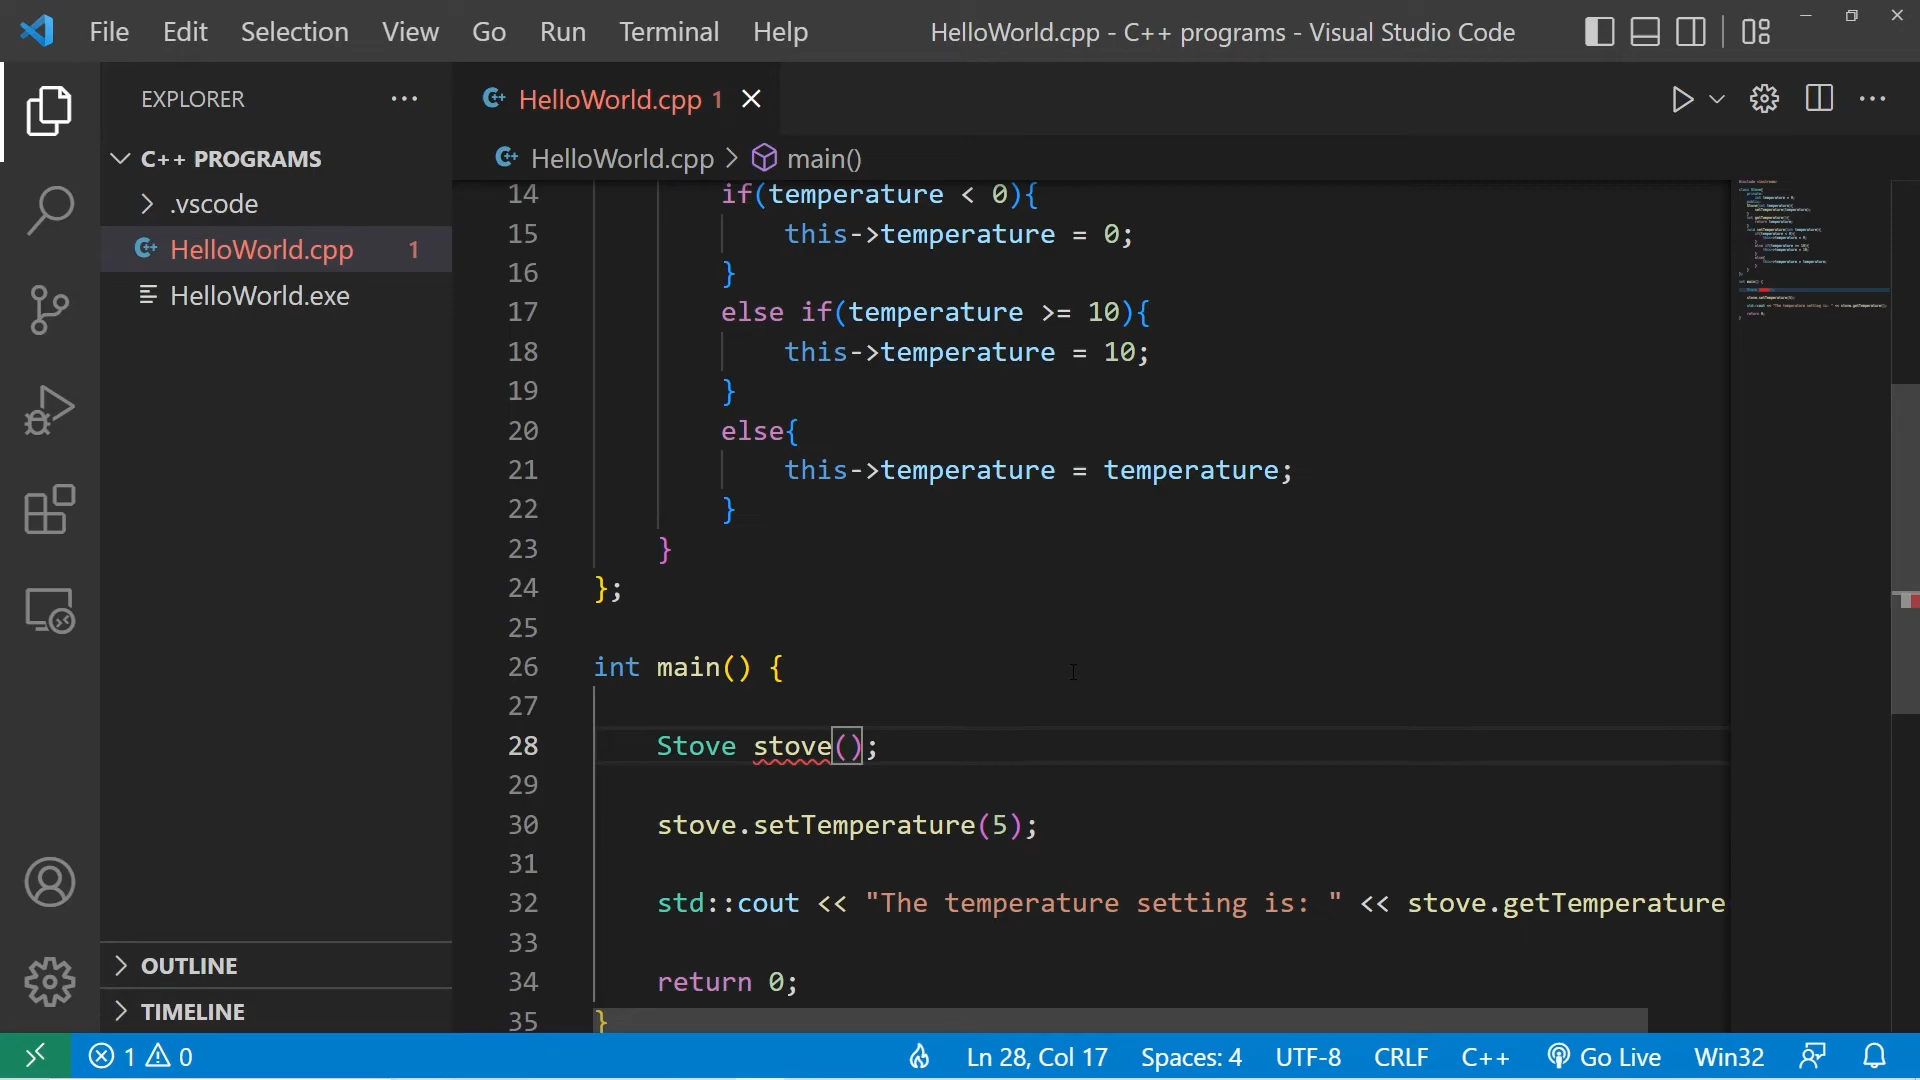 File Edit Selection View Go Run Terminal Help HelloWorld.cpp - C++ programs - Visual Studio Code
EXPLORER
C++ PROGRAMS
.vscode
HelloWorld.cpp 1
HelloWorld.exe
OUTLINE
TIMELINE
HelloWorld.cpp 1
HelloWorld.cpp > main()
14 if(temperature < 0){
15 this->temperature = 0;
16 }
17 else if(temperature >= 10){
18 this->temperature = 10;
19 }
20 else{
21 this->temperature = temperature;
22 }
23 }
24 };
25
26 int main() {
27
28 Stove stove();
29
30 stove.setTemperature(5);
31
32 std::cout << "The temperature setting is: " << stove.getTemperature
33
34 return 0;
35 }
1 0 Ln 28, Col 17 Spaces: 4 UTF-8 CRLF C++ Go Live Win32